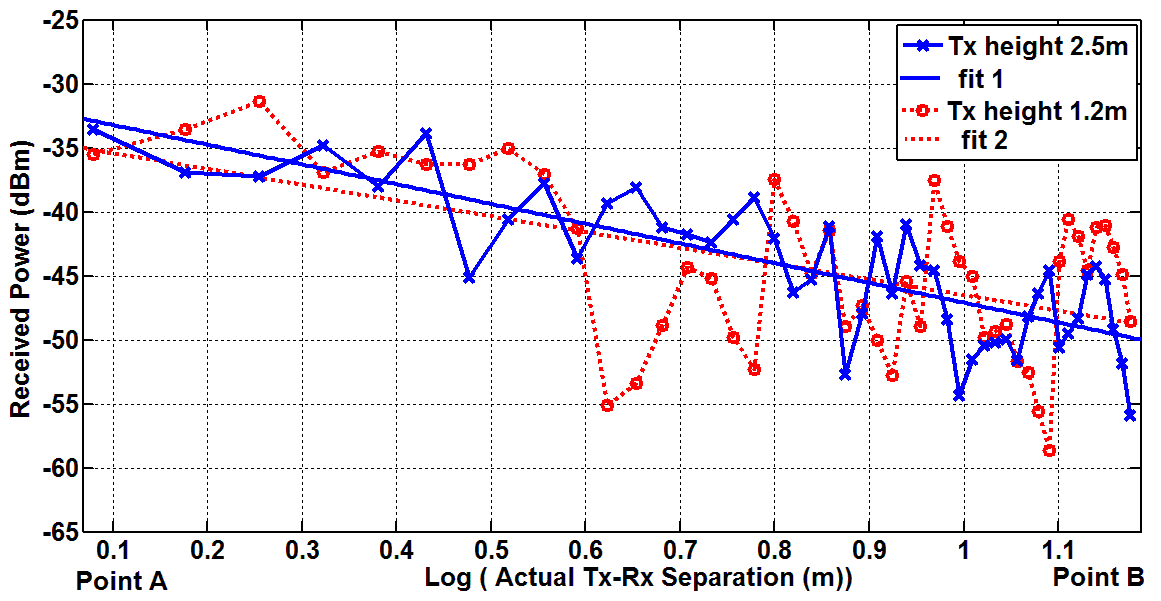 -25
-30
-35
-40
-45
-50
-55
-60
-65
Received Power (dBm)
Tx height 2.5m
fit 1
Tx height 1.2m
fit 2
0.1 0.2 0.3 0.4 0.5 0.6 0.7 0.8 0.9 1 1.1
Point A Log ( Actual Tx-Rx Separation (m)) Point B